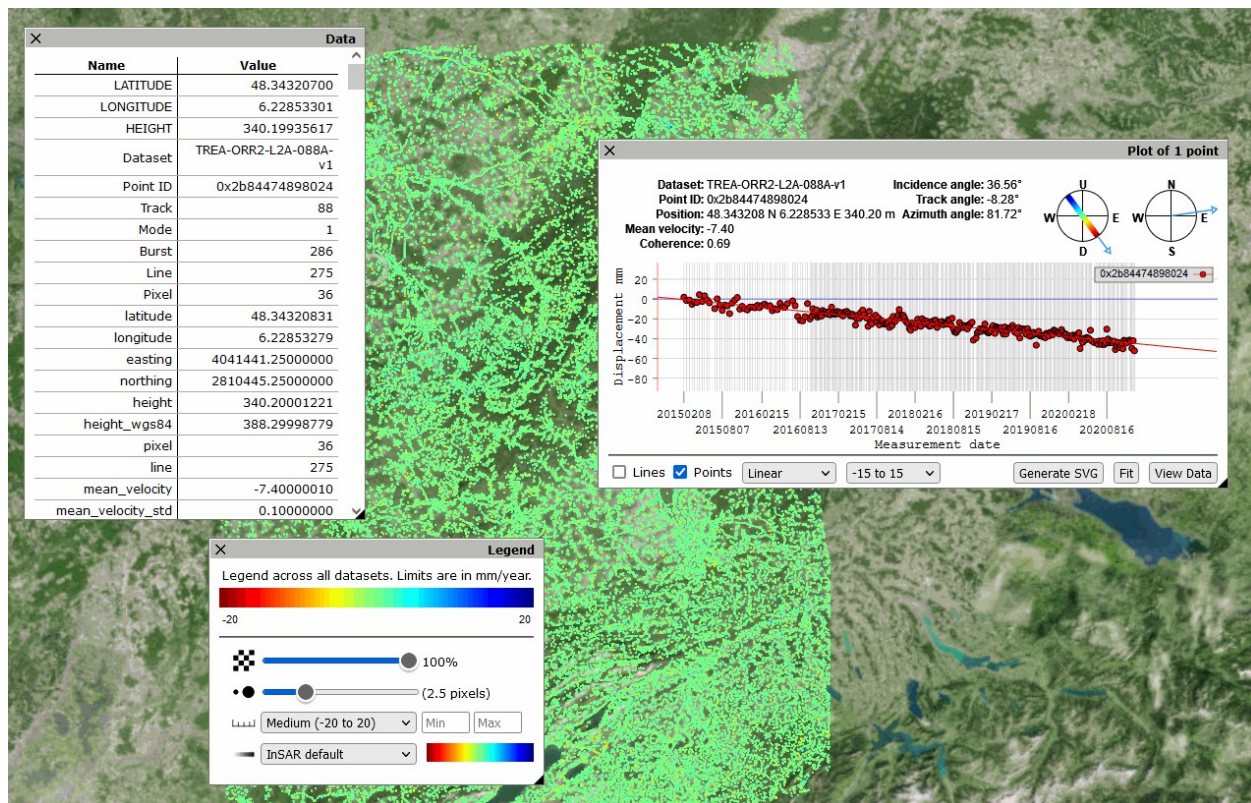 Data
Name Value
LATITUDE 48.34320700
LONGITUDE 6.22853301
HEIGHT 340.19935617
Dataset TREA-ORR2-L2A-088A-
v1
Point ID 0x2b84474898024
Track 88
Mode 1
Burst 286
Line 275
Pixel 36
latitude 48.34320831
longitude 6.22853279
easting 4041441.25000000
northing 2810445.25000000
height 340.20001221
height_wgs84 388.29998779
pixel 36
line 275
mean_velocity -7.40000010
mean_velocity_std 0.10000000
Plot of 1 point
Dataset: TREA-ORR2-L2A-088A-v1 Incidence angle: 36.56°
Point ID: 0x2b84474898024 Track angle: -8.28°
Position: 48.343208 N 6.228533 E 340.20 m Azimuth angle: 81.72°
Mean velocity: -7.40
Coherence: 0.69
U
W E
D
N
W E
S
0x2b84474898024
Displacement mm
20
0
-20
-40
-60
-80
20150208 20160215 20170215 20180216 20190217 20200218
20150807 20160813 20170814 20180815 20190816 20200816
Measurement date
Lines Points Linear -15 to 15 Generate SVG Fit View Data
Legend
Legend across all datasets. Limits are in mm/year.
-20 20
100%
(2.5 pixels)
Medium (-20 to 20) Min Max
InSAR default